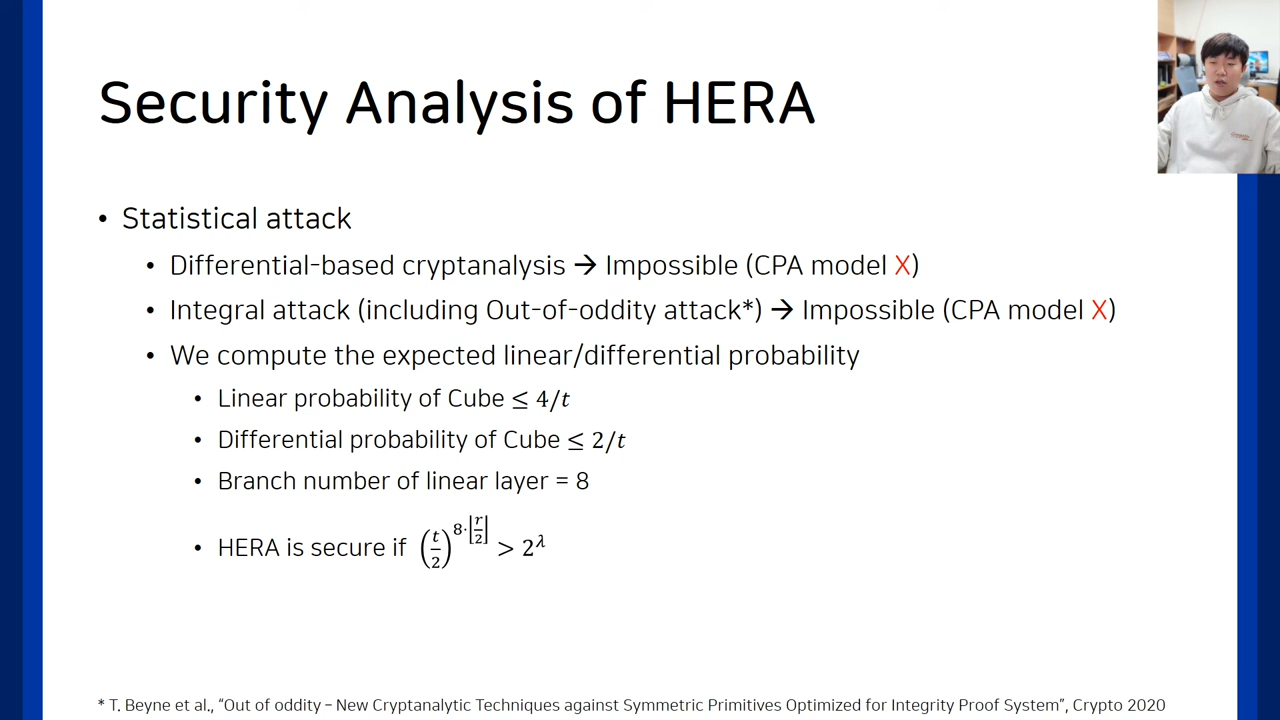 Security Analysis of HERA
• Statistical attack
• Differential-based cryptanalysis → Impossible (CPA model X)
• Integral attack (including Out-of-oddity attack*) → Impossible (CPA model X)
• We compute the expected linear/differential probability
• Linear probability of Cube ≤ 4/t
• Differential probability of Cube ≤ 2/t
• Branch number of linear layer = 8
• HERA is secure if (t/2)^{8·⌊r/2⌋} > 2^λ
* T. Beyne et al., “Out of oddity – New Cryptanalytic Techniques against Symmetric Primitives Optimized for Integrity Proof System”, Crypto 2020